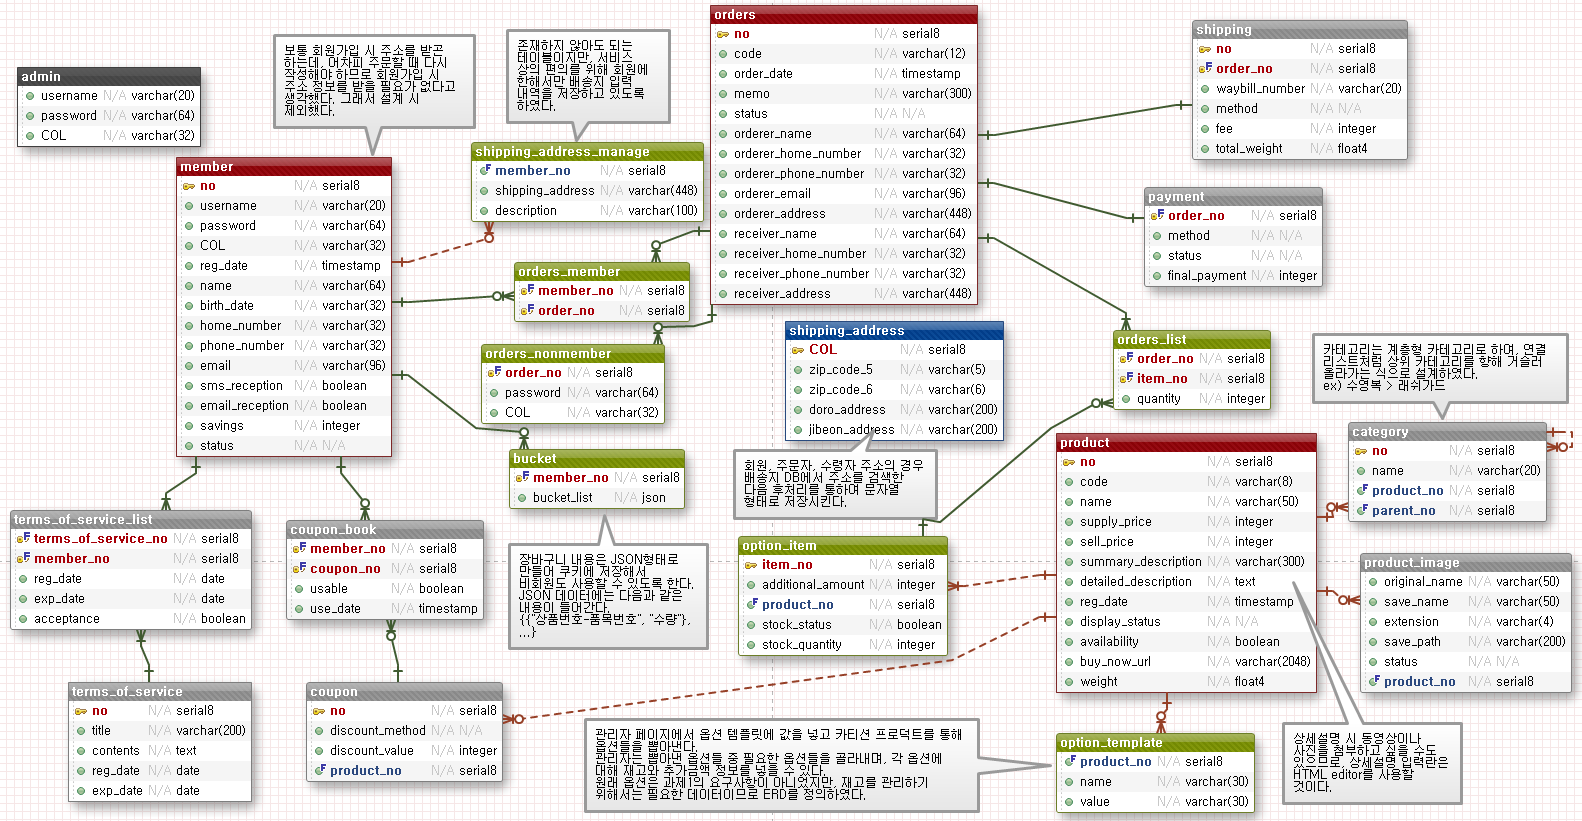 admin
username N/A varchar(20)
password N/A varchar(64)
COL N/A varchar(32)
보통 회원가입 시 주소를 받곤
하는데, 어차피 주문할 때 다시
작성해야 하므로 회원가입 시
주소 정보를 받을 필요가 없다고
생각했다. 그래서 설계 시
제외했다.
존재하지 않아도 되는
테이블이지만, 서비스
상의 편의를 위해 회원에
한해서만 배송지 입력
내역을 저장하고 있도록
하였다.
member
no N/A serial8
username N/A varchar(20)
password N/A varchar(64)
COL N/A varchar(32)
reg_date N/A timestamp
name N/A varchar(64)
birth_date N/A varchar(32)
home_number N/A varchar(32)
phone_number N/A varchar(32)
email N/A varchar(96)
sms_reception N/A boolean
email_reception N/A boolean
savings N/A integer
status N/A N/A
shipping_address_manage
member_no N/A serial8
shipping_address N/A varchar(448)
description N/A varchar(100)
orders
no N/A serial8
code N/A varchar(12)
order_date N/A timestamp
memo N/A varchar(300)
status N/A N/A
orderer_name N/A varchar(64)
orderer_home_number N/A varchar(32)
orderer_phone_number N/A varchar(32)
orderer_email N/A varchar(96)
orderer_address N/A varchar(448)
receiver_name N/A varchar(64)
receiver_home_number N/A varchar(32)
receiver_phone_number N/A varchar(32)
receiver_address N/A varchar(448)
shipping
no N/A serial8
order_no N/A serial8
waybill_number N/A varchar(20)
method N/A N/A
fee N/A integer
total_weight N/A float4
payment
order_no N/A serial8
method N/A N/A
status N/A N/A
final_payment N/A integer
orders_member
member_no N/A serial8
order_no N/A serial8
orders_nonmember
order_no N/A serial8
password N/A varchar(64)
COL N/A varchar(32)
shipping_address
COL N/A serial8
zip_code_5 N/A varchar(5)
zip_code_6 N/A varchar(6)
doro_address N/A varchar(200)
jibeon_address N/A varchar(200)
회원, 주문자, 수령자 주소의 경우
배송지 DB에서 주소를 검색한
다음 후처리를 통하여 문자열
형태로 저장시킨다.
orders_list
order_no N/A serial8
item_no N/A serial8
quantity N/A integer
카테고리는 계층형 카테고리로 하며, 연결
리스트처럼 상위 카테고리를 향해 거슬러
올라가는 식으로 설계하였다.
ex) 수영복 > 래쉬가드
category
no N/A serial8
name N/A varchar(20)
product_no N/A serial8
parent_no N/A serial8
bucket
member_no N/A serial8
bucket_list N/A json
장바구니 내용은 JSON형태로
만들어 쿠키에 저장해서
비회원도 사용할 수 있도록 한다.
JSON 데이터에는 다음과 같은
내용이 들어간다.
{{"상품번호-품목번호", "수량"},
...}
product
no N/A serial8
code N/A varchar(8)
name N/A varchar(50)
supply_price N/A integer
sell_price N/A integer
summary_description N/A varchar(300)
detailed_description N/A text
reg_date N/A timestamp
display_status N/A N/A
availability N/A boolean
buy_now_url N/A varchar(2048)
weight N/A float4
terms_of_service_list
terms_of_service_no N/A serial8
member_no N/A serial8
reg_date N/A date
exp_date N/A date
acceptance N/A boolean
coupon_book
member_no N/A serial8
coupon_no N/A serial8
usable N/A boolean
use_date N/A timestamp
option_item
item_no N/A serial8
additional_amount N/A integer
product_no N/A serial8
stock_status N/A boolean
stock_quantity N/A integer
product_image
original_name N/A varchar(50)
save_name N/A varchar(50)
extension N/A varchar(4)
save_path N/A varchar(200)
status N/A N/A
product_no N/A serial8
terms_of_service
no N/A serial8
title N/A varchar(200)
contents N/A text
reg_date N/A date
exp_date N/A date
coupon
no N/A serial8
discount_method N/A N/A
discount_value N/A integer
product_no N/A serial8
관리자 페이지에서 옵션 템플릿에 값을 넣고 카티션 프로덕트를 통해
옵션들을 뽑아낸다.
관리자는 뽑아낸 옵션들 중 필요한 옵션들을 골라내며, 각 옵션에
대해 재고와 추가금액 정보를 넣을 수 있다.
원래 옵션은 과제1의 요구사항이 아니었지만, 재고를 관리하기
위해서는 필요한 데이터이므로 ERD를 정의하였다.
option_template
product_no N/A serial8
name N/A varchar(30)
value N/A varchar(30)
상세설명 시 동영상이나
사진을 첨부하고 싶을 수도
있으므로, 상세설명 입력란은
HTML editor를 사용할
것이다.